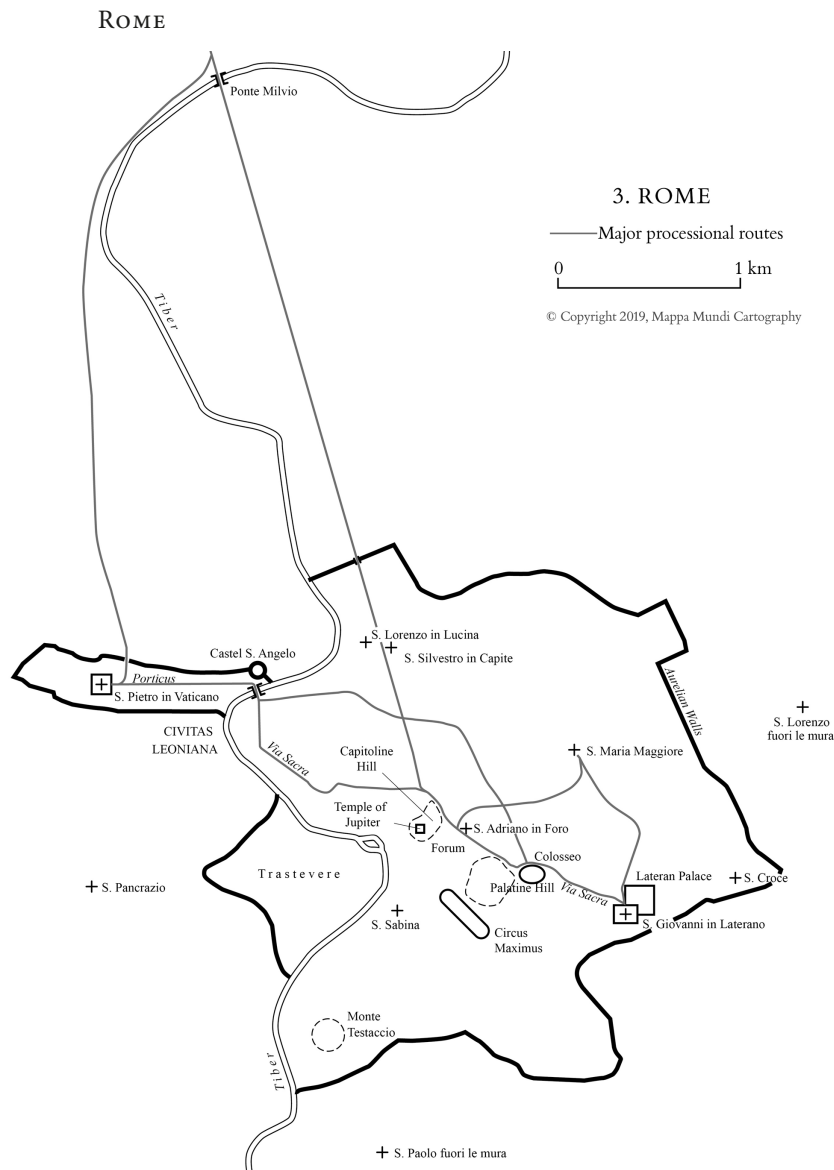 ROME
Ponte Milvio
3. ROME
Major processional routes
0 1 km
© Copyright 2019, Mappa Mundi Cartography
Tiber
S. Lorenzo in Lucina
Castel S. Angelo
S. Silvestro in Capite
Porticus
S. Pietro in Vaticano
Aurelian Walls
S. Lorenzo
fuori le mura
CIVITAS
LEONIANA
Via Sacra
Capitoline
Hill
S. Maria Maggiore
Temple of
Jupiter
S. Adriano in Foro
Forum
Colosseo
Trastevere
Palatine Hill
Via Sacra
Lateran Palace
S. Croce
S. Pancrazio
S. Sabina
S. Giovanni in Laterano
Circus
Maximus
Monte
Testaccio
Tiber
S. Paolo fuori le mura